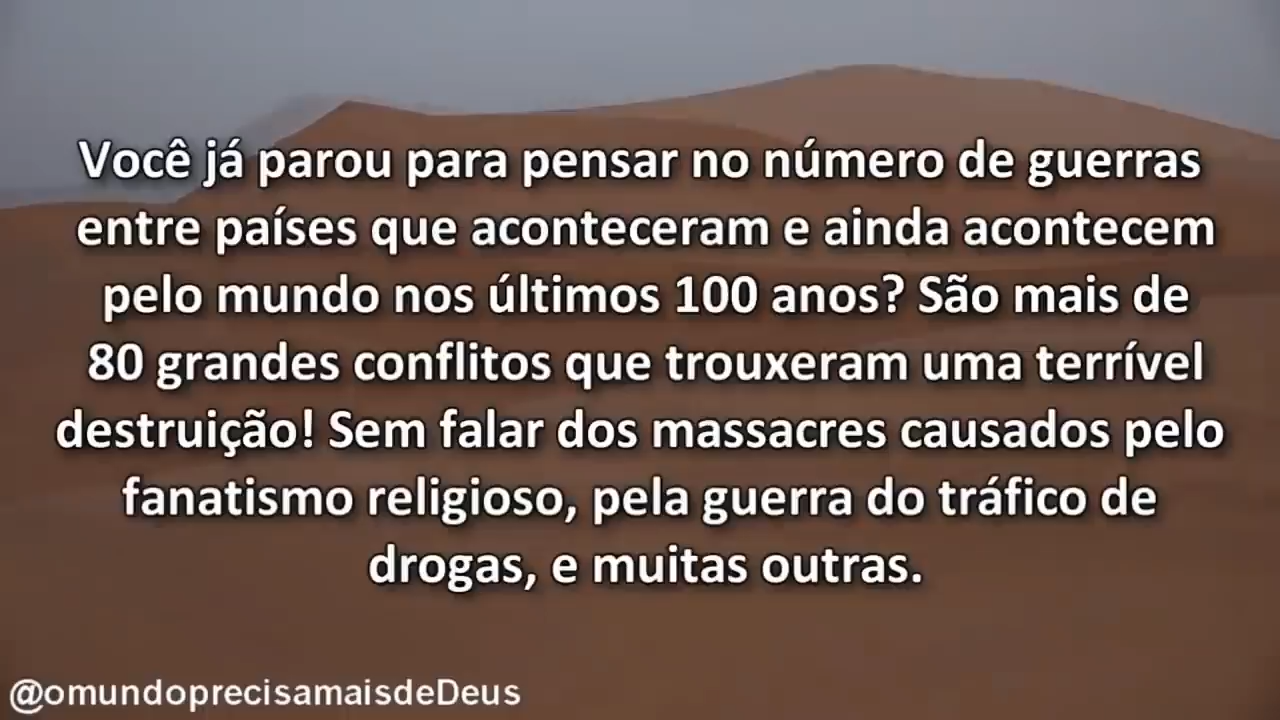 Você já parou para pensar no número de guerras
entre países que aconteceram e ainda acontecem
pelo mundo nos últimos 100 anos? São mais de
80 grandes conflitos que trouxeram uma terrível
destruição! Sem falar dos massacres causados pelo
fanatismo religioso, pela guerra do tráfico de
drogas, e muitas outras.
@omundoprecisamaisdeDeus